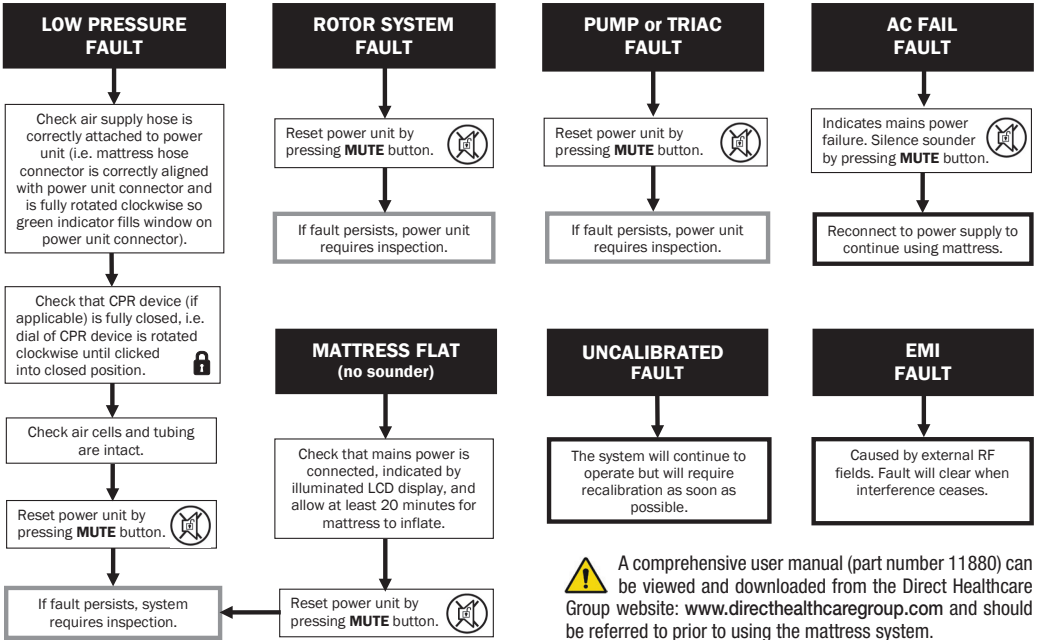 LOW PRESSURE
FAULT
Check air supply hose is
correctly attached to power
unit (i.e. mattress hose
connector is correctly aligned
with power unit connector and
is fully rotated clockwise so
green indicator fills window on
power unit connector).
Check that CPR device (if
applicable) is fully closed, i.e.
dial of CPR device is rotated
clockwise until clicked
into closed position.
Check air cells and tubing
are intact.
Reset power unit by
pressing MUTE button.
If fault persists, system
requires inspection.
ROTOR SYSTEM
FAULT
Reset power unit by
pressing MUTE button.
If fault persists, power unit
requires inspection.
PUMP or TRIAC
FAULT
Reset power unit by
pressing MUTE button.
If fault persists, power unit
requires inspection.
AC FAIL
FAULT
Indicates mains power
failure. Silence sounder
by pressing MUTE button.
Reconnect to power supply to
continue using mattress.
MATTRESS FLAT
(no sounder)
Check that mains power is
connected, indicated by
illuminated LCD display, and
allow at least 20 minutes for
mattress to inflate.
Reset power unit by
pressing MUTE button.
UNCALIBRATED
FAULT
The system will continue to
operate but will require
recalibration as soon as
possible.
EMI
FAULT
Caused by external RF
fields. Fault will clear when
interference ceases.
A comprehensive user manual (part number 11880) can
be viewed and downloaded from the Direct Healthcare
Group website: www.directhealthcaregroup.com and should
be referred to prior to using the mattress system.